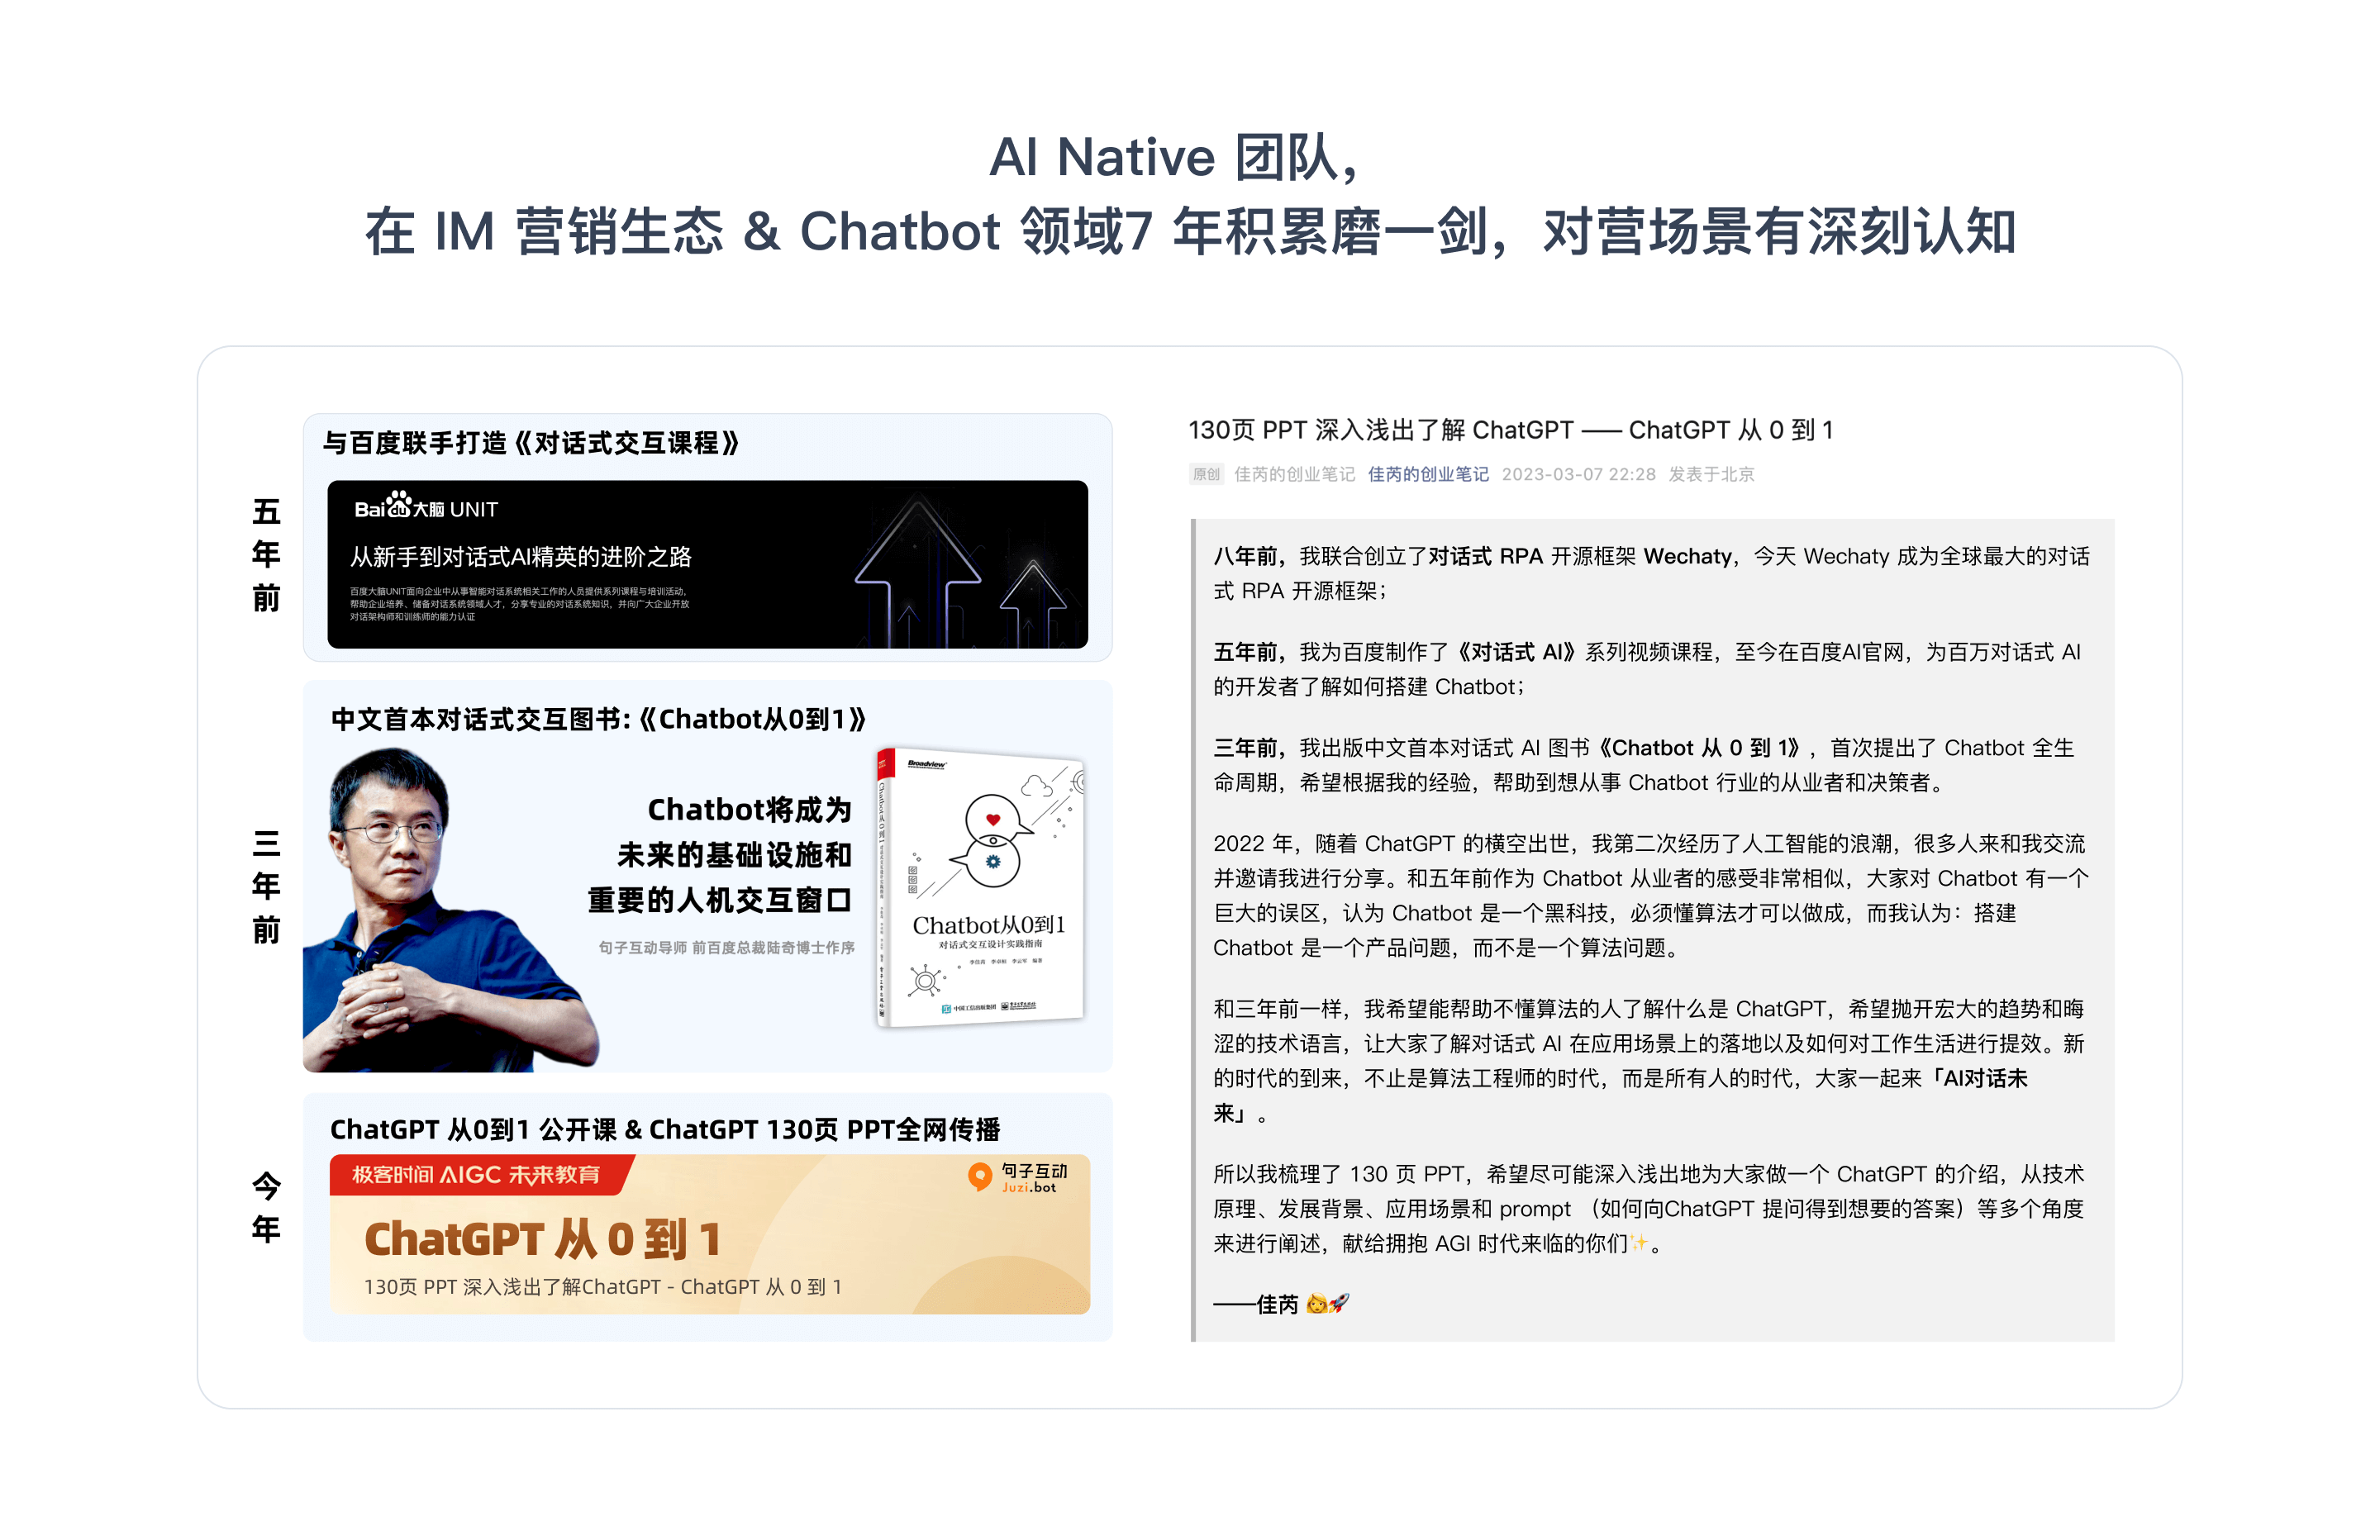 AI Native 团队，
在 IM 营销生态 & Chatbot 领域7 年积累磨一剑，对营场景有深刻认知
五年前
与百度联手打造《对话式交互课程》
Bai du 大脑 UNIT
从新手到对话式AI精英的进阶之路
百度大脑UNIT面向企业中从事智能对话系统相关工作的人员提供系列课程与培训活动，
帮助企业培养、储备对话系统领域人才，分享专业的对话系统知识，并向广大企业开放
对话架构师和训练师的能力认证
三年前
中文首本对话式交互图书:《Chatbot从0到1》
Chatbot将成为
未来的基础设施和
重要的人机交互窗口
句子互动导师 前百度总裁陆奇博士作序
Broadview
Chatbot从0到1
对话式交互设计实践指南
今年
ChatGPT 从0到1 公开课 & ChatGPT 130页 PPT全网传播
极客时间 AIGC 未来教育
句子互动
Juzi.bot
ChatGPT 从 0 到 1
130页 PPT 深入浅出了解ChatGPT - ChatGPT 从 0 到 1
130页 PPT 深入浅出了解 ChatGPT —— ChatGPT 从 0 到 1
原创 佳芮的创业笔记 佳芮的创业笔记 2023-03-07 22:28 发表于北京
八年前，我联合创立了对话式 RPA 开源框架 Wechaty，今天 Wechaty 成为全球最大的对话
式 RPA 开源框架；
五年前，我为百度制作了《对话式 AI》系列视频课程，至今在百度AI官网，为百万对话式 AI
的开发者了解如何搭建 Chatbot；
三年前，我出版中文首本对话式 AI 图书《Chatbot 从 0 到 1》，首次提出了 Chatbot 全生
命周期，希望根据我的经验，帮助到想从事 Chatbot 行业的从业者和决策者。
2022 年，随着 ChatGPT 的横空出世，我第二次经历了人工智能的浪潮，很多人来和我交流
并邀请我进行分享。和五年前作为 Chatbot 从业者的感受非常相似，大家对 Chatbot 有一个
巨大的误区，认为 Chatbot 是一个黑科技，必须懂算法才可以做成，而我认为：搭建
Chatbot 是一个产品问题，而不是一个算法问题。
和三年前一样，我希望能帮助不懂算法的人了解什么是 ChatGPT，希望抛开宏大的趋势和晦
涩的技术语言，让大家了解对话式 AI 在应用场景上的落地以及如何对工作生活进行提效。新
的时代的到来，不止是算法工程师的时代，而是所有人的时代，大家一起来「AI对话未
来」。
所以我梳理了 130 页 PPT，希望尽可能深入浅出地为大家做一个 ChatGPT 的介绍，从技术
原理、发展背景、应用场景和 prompt （如何向ChatGPT 提问得到想要的答案）等多个角度
来进行阐述，献给拥抱 AGI 时代来临的你们✨。
——佳芮 👩🚀